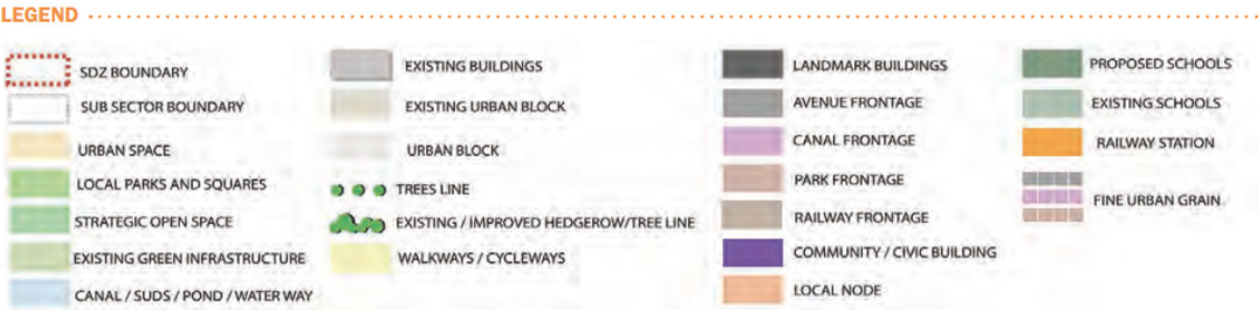 LEGEND
SDZ BOUNDARY
SUB SECTOR BOUNDARY
URBAN SPACE
LOCAL PARKS AND SQUARES
STRATEGIC OPEN SPACE
EXISTING GREEN INFRASTRUCTURE
CANAL / SUDS / POND / WATER WAY
EXISTING BUILDINGS
EXISTING URBAN BLOCK
URBAN BLOCK
TREES LINE
EXISTING / IMPROVED HEDGEROW/TREE LINE
WALKWAYS / CYCLEWAYS
LANDMARK BUILDINGS
AVENUE FRONTAGE
CANAL FRONTAGE
PARK FRONTAGE
RAILWAY FRONTAGE
COMMUNITY / CIVIC BUILDING
LOCAL NODE
PROPOSED SCHOOLS
EXISTING SCHOOLS
RAILWAY STATION
FINE URBAN GRAIN